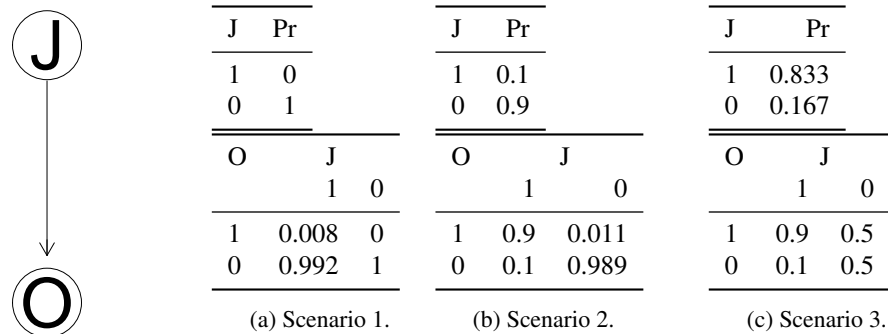 J
O
J Pr
1 0
0 1
O J
1 0
1 0.008 0
0 0.992 1
(a) Scenario 1.
J Pr
1 0.1
0 0.9
O J
1 0
1 0.9 0.011
0 0.1 0.989
(b) Scenario 2.
J Pr
1 0.833
0 0.167
O J
1 0
1 0.9 0.5
0 0.1 0.5
(c) Scenario 3.